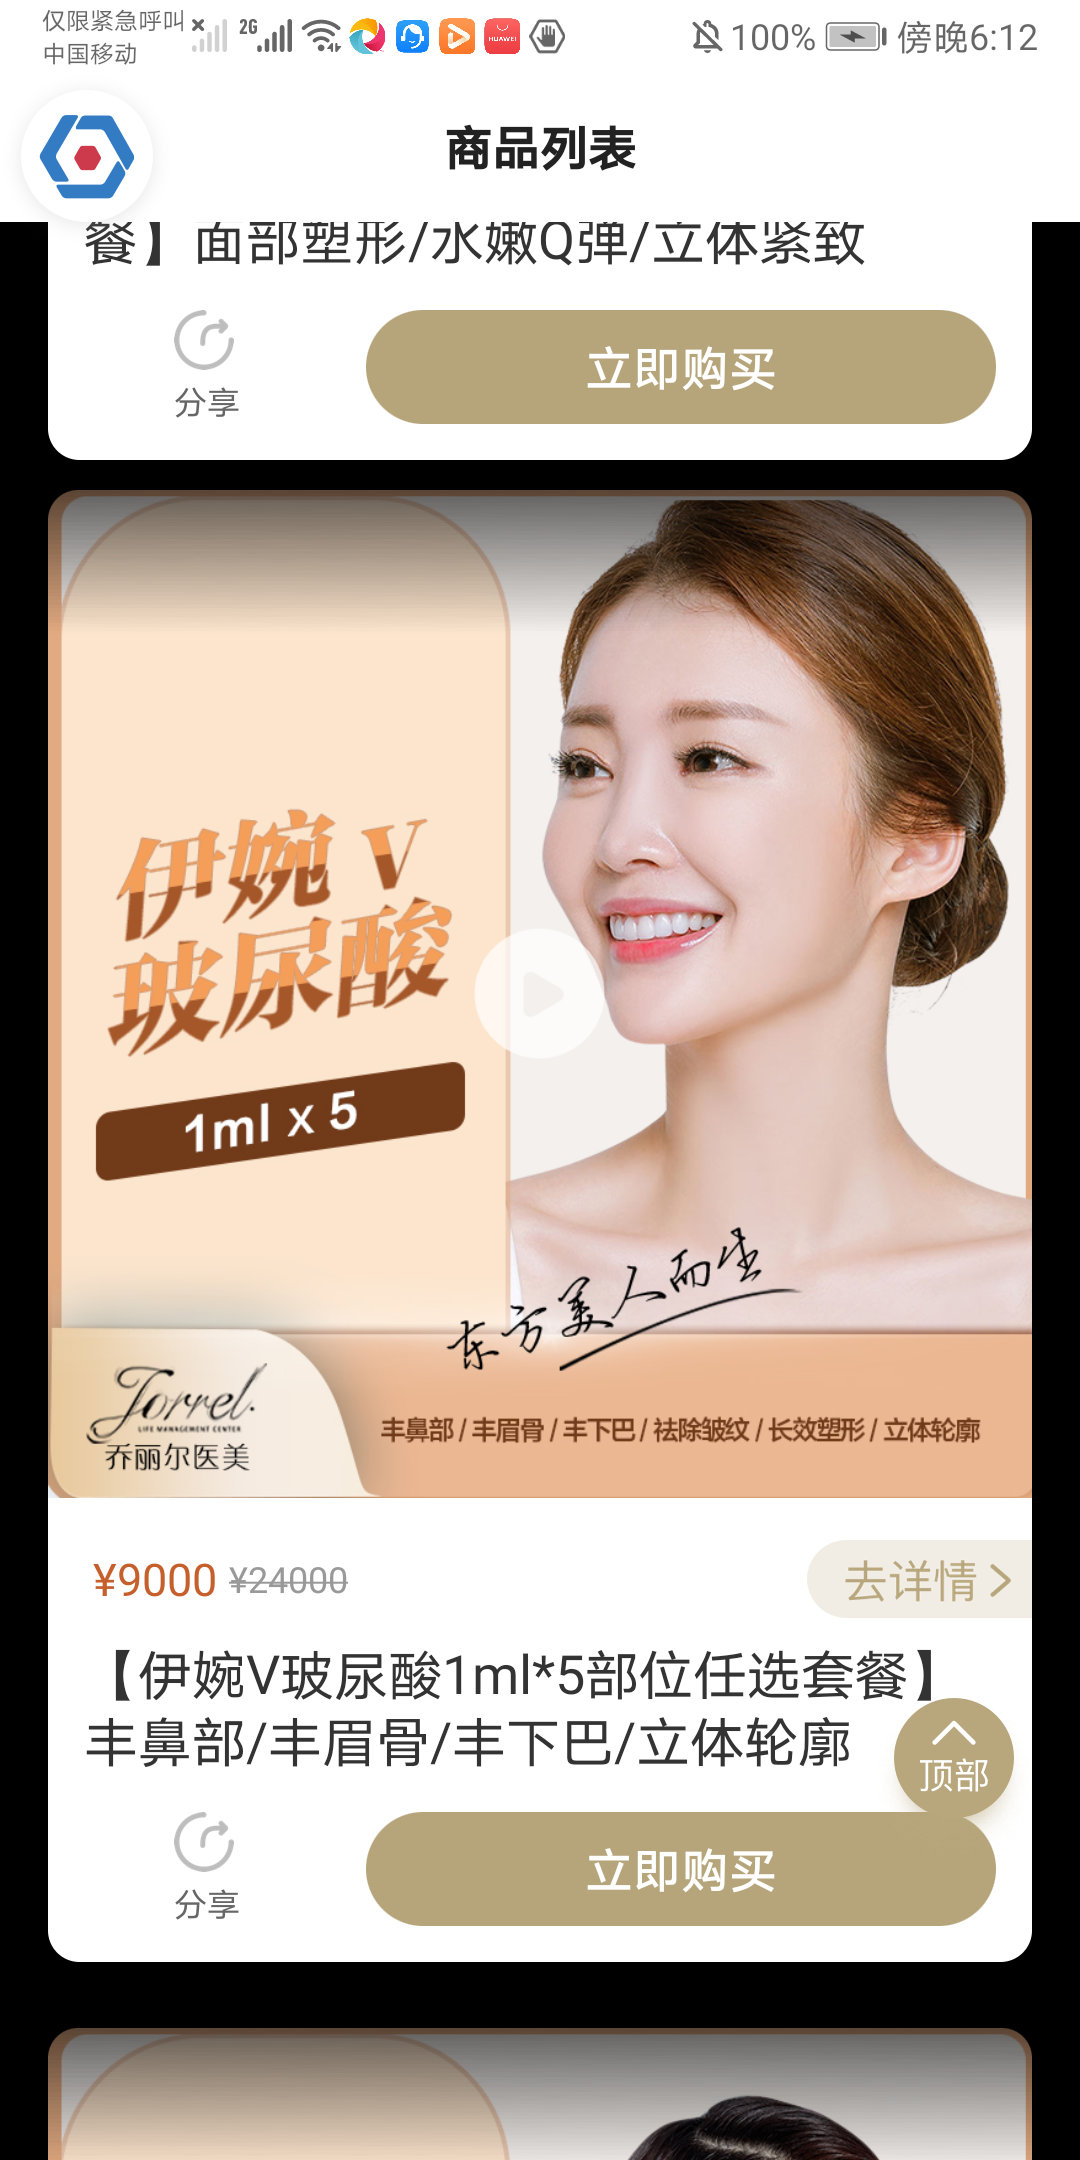 仅限紧急呼叫
中国移动
2G
HUAWEI
100%
傍晚6:12
商品列表
餐】面部塑形/水嫩Q弹/立体紧致
分享
立即购买
伊婉 V
玻尿酸
1ml x 5
东方美人而生
Jorrel.
LIFE MANAGEMENT CENTER
乔丽尔医美
丰鼻部 / 丰眉骨 / 丰下巴 / 祛除皱纹 / 长效塑形 / 立体轮廓
¥9000 ¥24000
去详情
【伊婉V玻尿酸1ml*5部位任选套餐】
丰鼻部/丰眉骨/丰下巴/立体轮廓
顶部
分享
立即购买